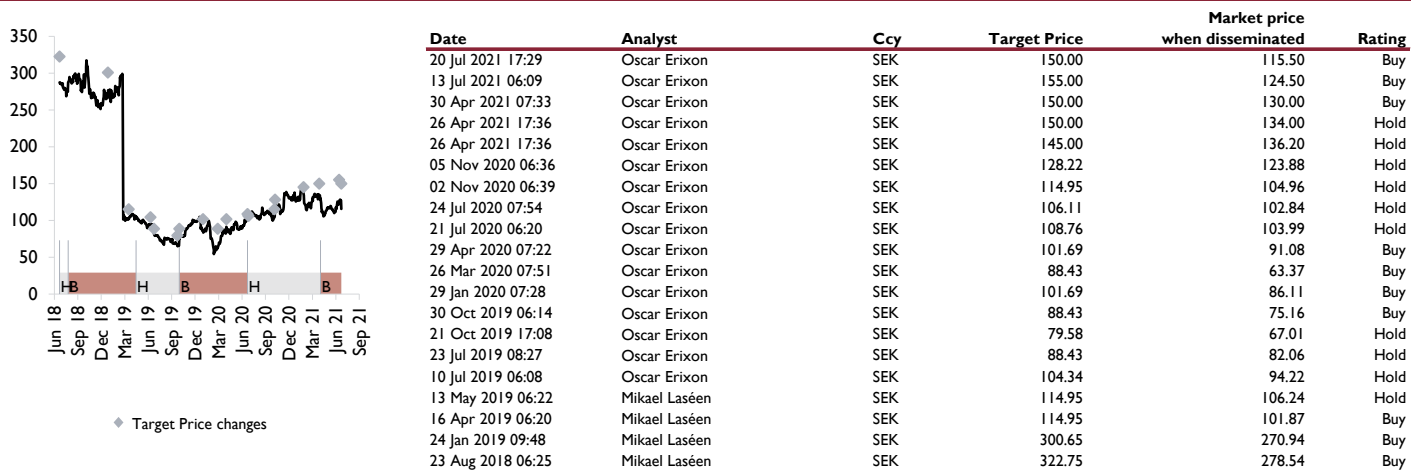 350
300
250
200
150
100
50
0
H
B
H
B
H
B
Jun 18
Sep 18
Dec 18
Mar 19
Jun 19
Sep 19
Dec 19
Mar 20
Jun 20
Sep 20
Dec 20
Mar 21
Jun 21
Sep 21
Target Price changes
Market price
Date Analyst Ccy Target Price when disseminated Rating
20 Jul 2021 17:29 Oscar Erixon SEK 150.00 115.50 Buy
13 Jul 2021 06:09 Oscar Erixon SEK 155.00 124.50 Buy
30 Apr 2021 07:33 Oscar Erixon SEK 150.00 130.00 Buy
26 Apr 2021 17:36 Oscar Erixon SEK 150.00 134.00 Hold
26 Apr 2021 17:36 Oscar Erixon SEK 145.00 136.20 Hold
05 Nov 2020 06:36 Oscar Erixon SEK 128.22 123.88 Hold
02 Nov 2020 06:39 Oscar Erixon SEK 114.95 104.96 Hold
24 Jul 2020 07:54 Oscar Erixon SEK 106.11 102.84 Hold
21 Jul 2020 06:20 Oscar Erixon SEK 108.76 103.99 Hold
29 Apr 2020 07:22 Oscar Erixon SEK 101.69 91.08 Buy
26 Mar 2020 07:51 Oscar Erixon SEK 88.43 63.37 Buy
29 Jan 2020 07:28 Oscar Erixon SEK 101.69 86.11 Buy
30 Oct 2019 06:14 Oscar Erixon SEK 88.43 75.16 Buy
21 Oct 2019 17:08 Oscar Erixon SEK 79.58 67.01 Hold
23 Jul 2019 08:27 Oscar Erixon SEK 88.43 82.06 Hold
10 Jul 2019 06:08 Oscar Erixon SEK 104.34 94.22 Hold
13 May 2019 06:22 Mikael Laséen SEK 114.95 106.24 Hold
16 Apr 2019 06:20 Mikael Laséen SEK 114.95 101.87 Buy
24 Jan 2019 09:48 Mikael Laséen SEK 300.65 270.94 Buy
23 Aug 2018 06:25 Mikael Laséen SEK 322.75 278.54 Buy